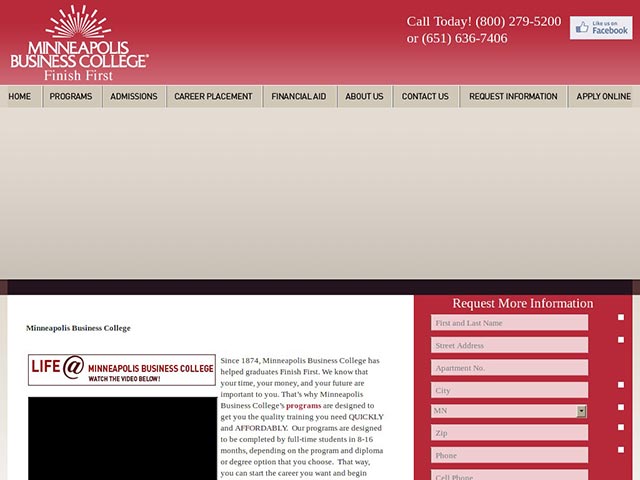 MINNEAPOLIS
BUSINESS COLLEGE®
Finish First
Call Today! (800) 279-5200
or (651) 636-7406
Like us on
Facebook
HOME
PROGRAMS
ADMISSIONS
CAREER PLACEMENT
FINANCIAL AID
ABOUT US
CONTACT US
REQUEST INFORMATION
APPLY ONLINE
Minneapolis Business College
LIFE@ MINNEAPOLIS BUSINESS COLLEGE
WATCH THE VIDEO BELOW!
Since 1874, Minneapolis Business College has
helped graduates Finish First. We know that
your time, your money, and your future are
important to you. That's why Minneapolis
Business College's programs are designed to
get you the quality training you need QUICKLY
and AFFORDABLY. Our programs are designed
to be completed by full-time students in 8-16
months, depending on the program and diploma
or degree option that you choose. That way,
you can start the career you want and begin
Request More Information
First and Last Name
Street Address
Apartment No.
City
MN
Zip
Phone
Cell Phone